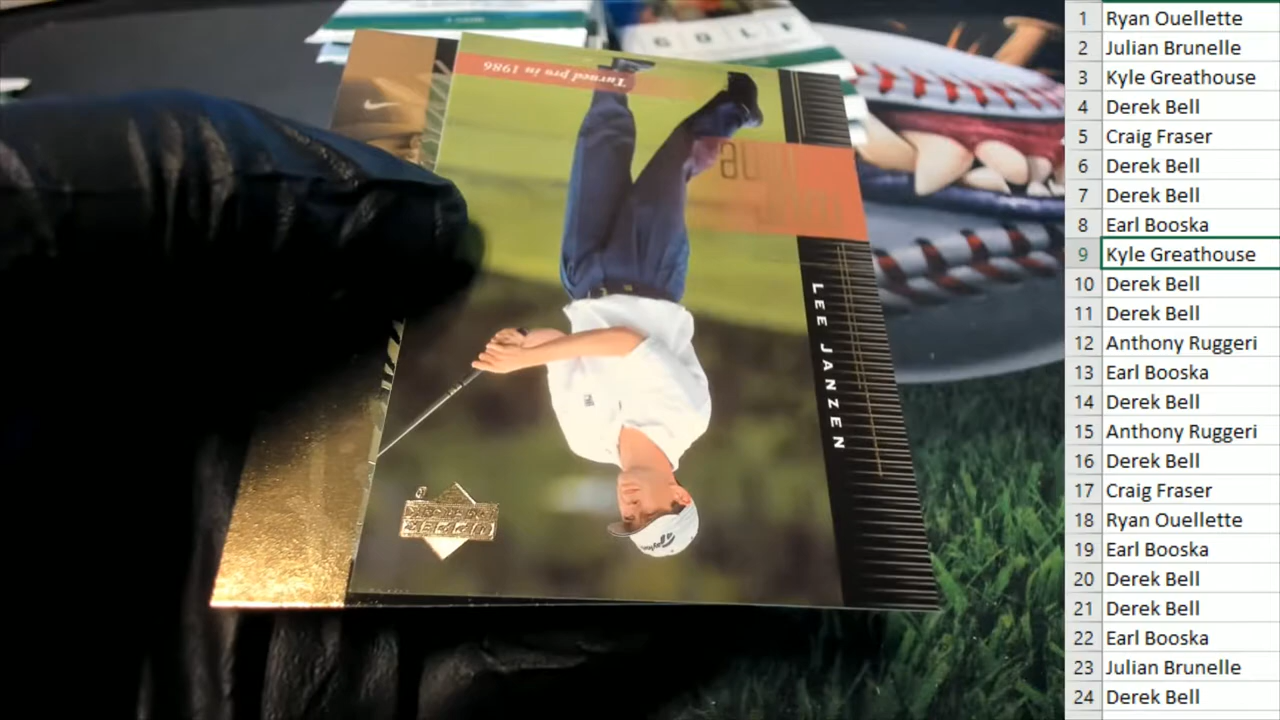 GOLF
Turned pro in 1986
LEE JANZEN
UPPER DECK
1 Ryan Ouellette
2 Julian Brunelle
3 Kyle Greathouse
4 Derek Bell
5 Craig Fraser
6 Derek Bell
7 Derek Bell
8 Earl Booska
9 Kyle Greathouse
10 Derek Bell
11 Derek Bell
12 Anthony Ruggeri
13 Earl Booska
14 Derek Bell
15 Anthony Ruggeri
16 Derek Bell
17 Craig Fraser
18 Ryan Ouellette
19 Earl Booska
20 Derek Bell
21 Derek Bell
22 Earl Booska
23 Julian Brunelle
24 Derek Bell